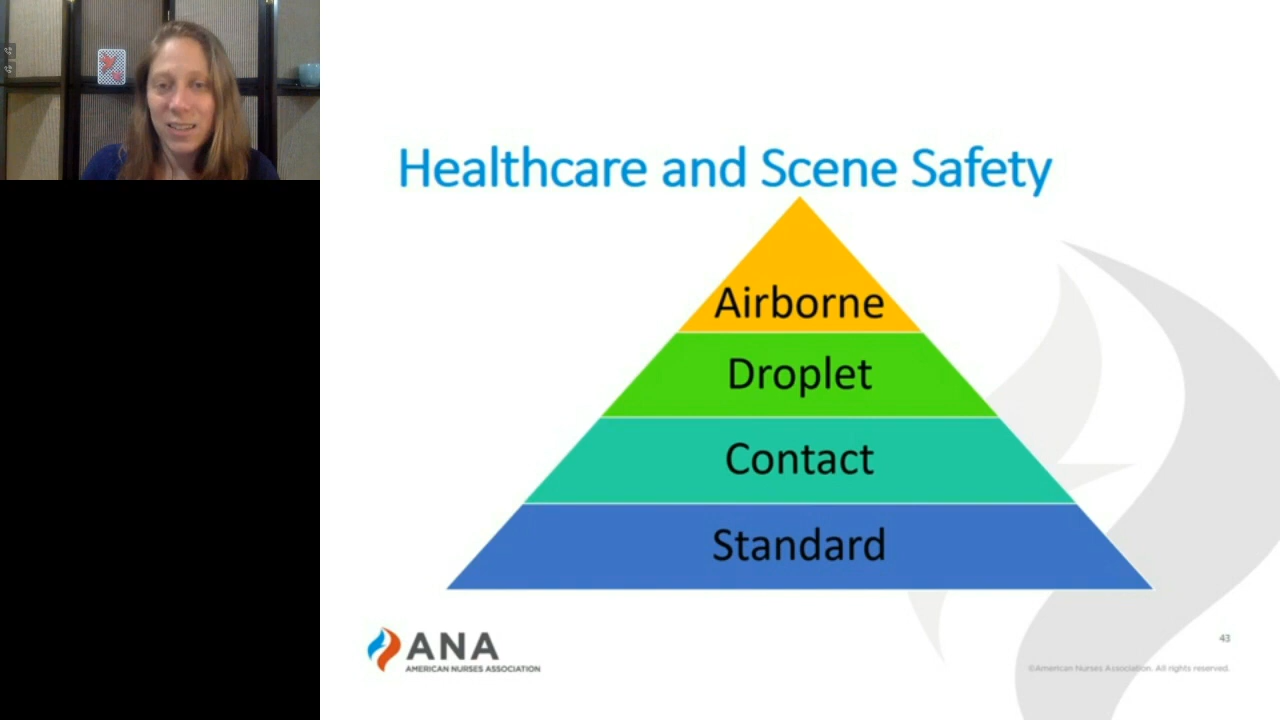 Healthcare and Scene Safety
Airborne
Droplet
Contact
Standard
ANA
AMERICAN NURSES ASSOCIATION
43
©American Nurses Association. All rights reserved.